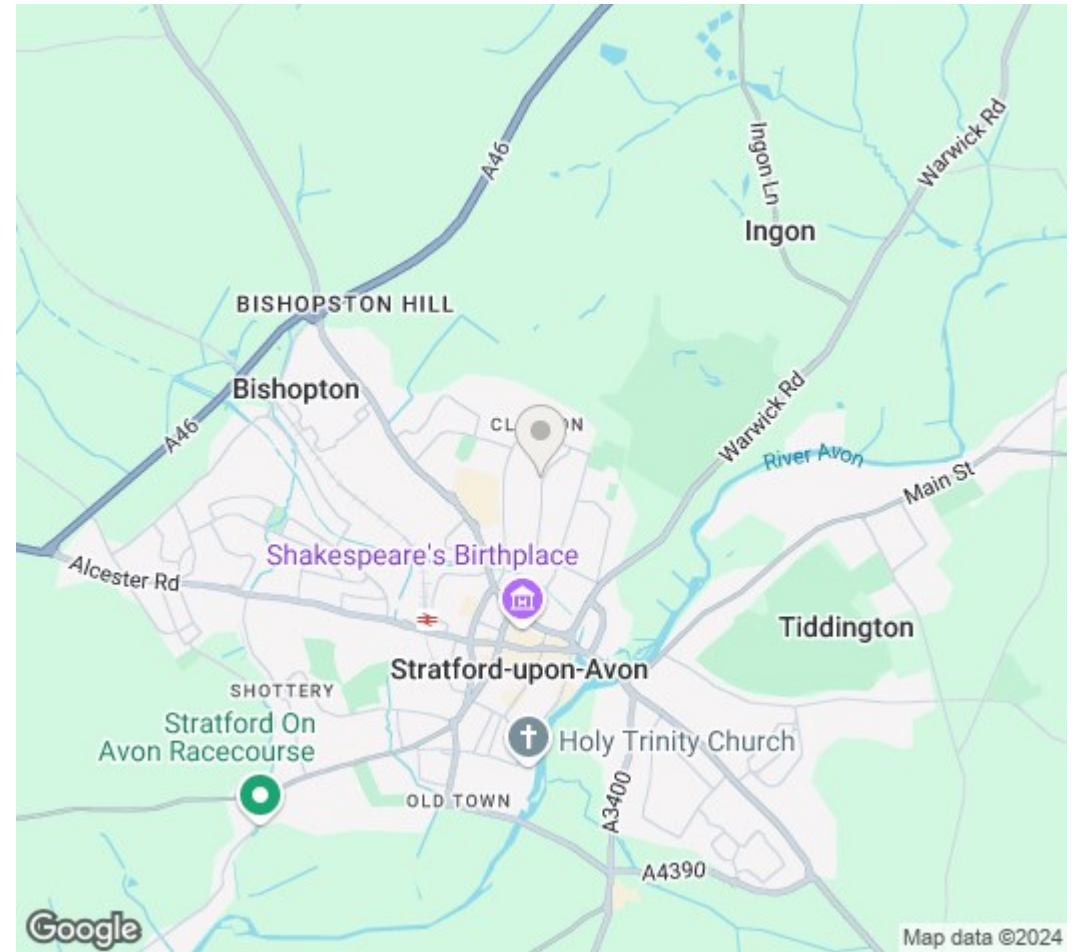 A46
Ingon Ln
Warwick Rd
Ingon
BISHOPSTON HILL
Bishopton
A46
CL
ON
Warwick Rd
River Avon
Main St
Shakespeare's Birthplace
Alcester Rd
Tiddington
Stratford-upon-Avon
SHOTTERY
Stratford On
Avon Racecourse
Holy Trinity Church
OLD TOWN
A3400
A4390
Google
Map data ©2024